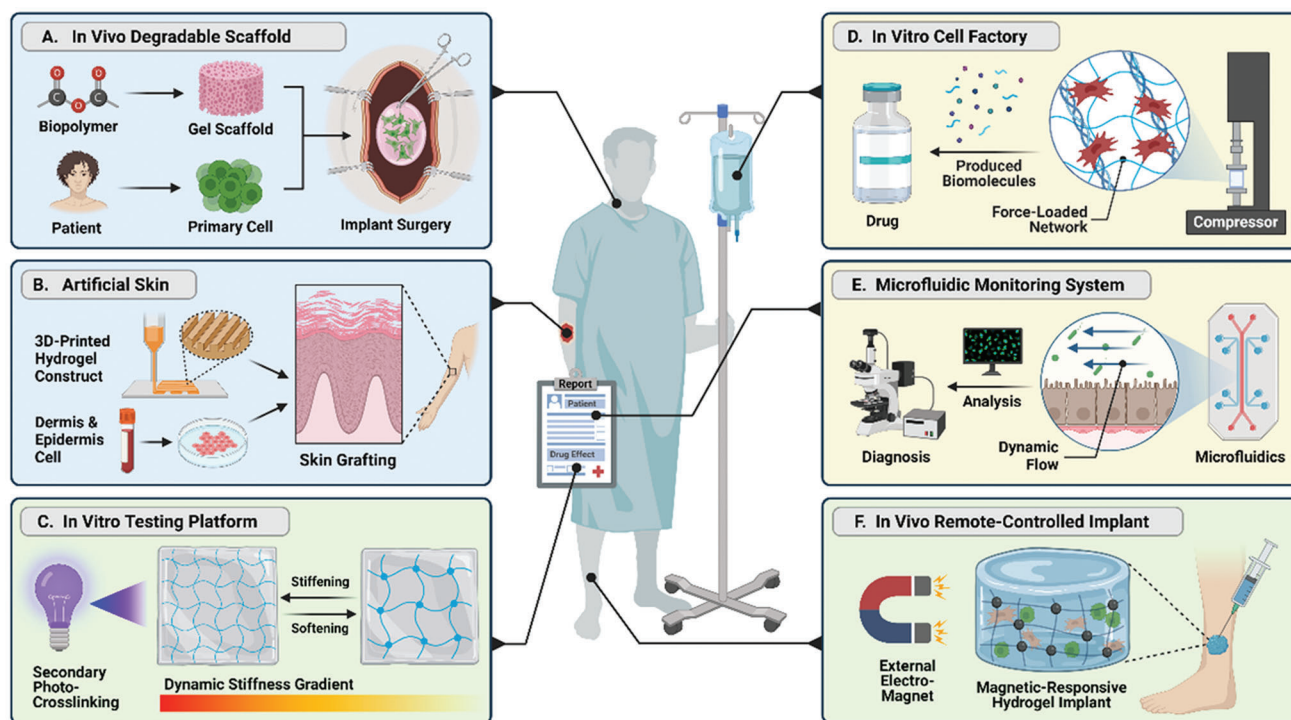 A. In Vivo Degradable Scaffold
O
O
C
O
C
Biopolymer
Gel Scaffold
Patient
Primary Cell
Implant Surgery
B. Artificial Skin
3D-Printed
Hydrogel
Construct
Dermis &
Epidermis
Cell
Skin Grafting
C. In Vitro Testing Platform
Stiffening
Softening
Secondary
Photo-
Crosslinking
Dynamic Stiffness Gradient
Report
Patient
Drug Effect
D. In Vitro Cell Factory
Drug
Produced
Biomolecules
Force-Loaded
Network
Compressor
E. Microfluidic Monitoring System
Analysis
Diagnosis
Dynamic
Flow
Microfluidics
F. In Vivo Remote-Controlled Implant
External
Electro-
Magnet
Magnetic-Responsive
Hydrogel Implant